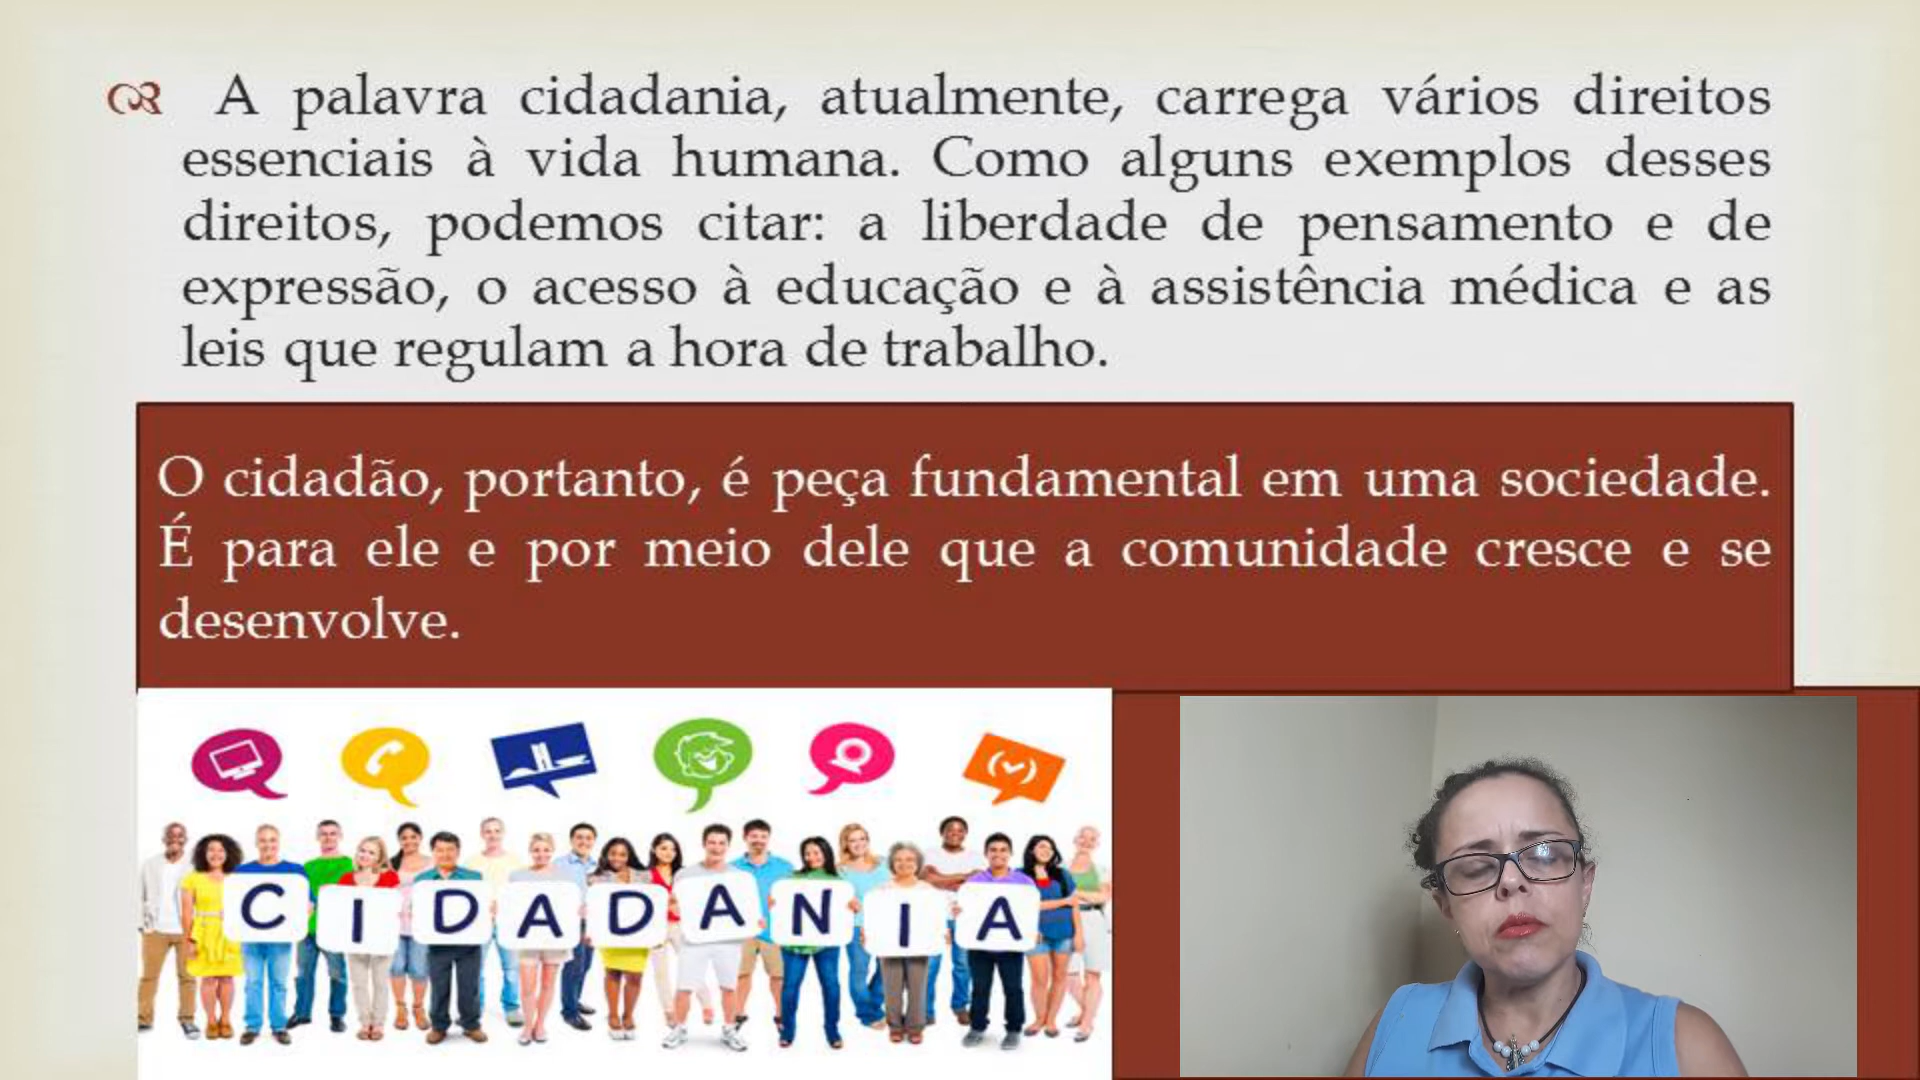 A palavra cidadania, atualmente, carrega vários direitos
essenciais à vida humana. Como alguns exemplos desses
direitos, podemos citar: a liberdade de pensamento e de
expressão, o acesso à educação e à assistência médica e as
leis que regulam a hora de trabalho.
O cidadão, portanto, é peça fundamental em uma sociedade.
É para ele e por meio dele que a comunidade cresce e se
desenvolve.
CIDADANIA